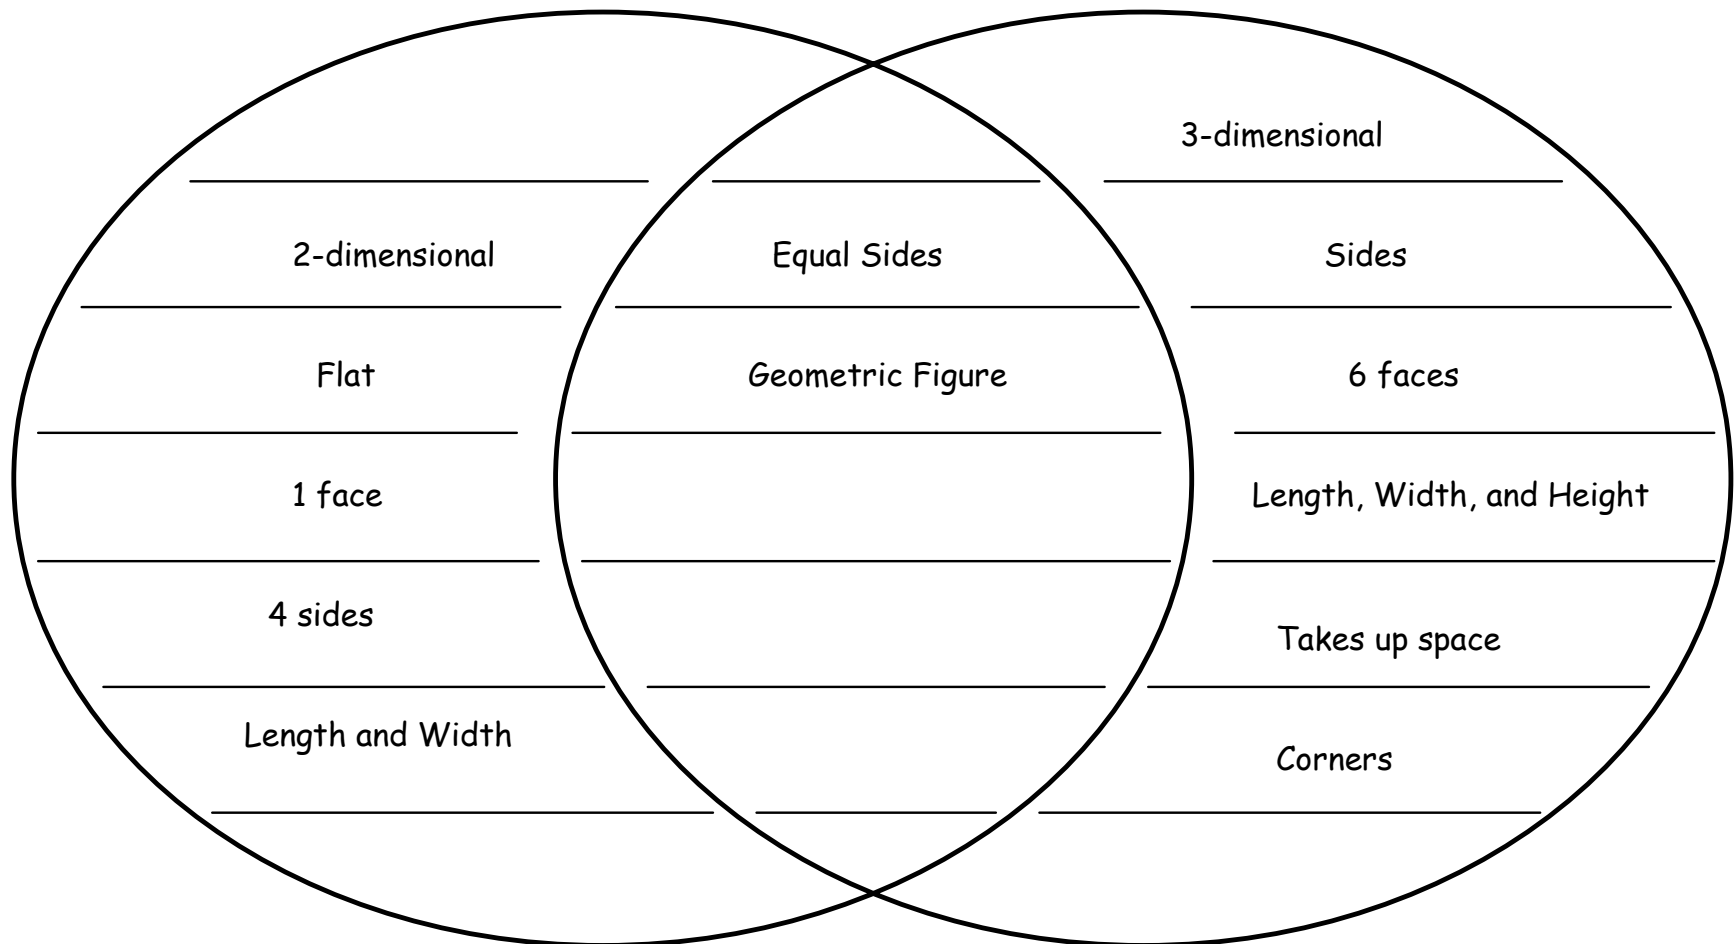 3-dimensional
2-dimensional
Equal Sides
Sides
Flat
Geometric Figure
6 faces
1 face
Length, Width, and Height
4 sides
Takes up space
Length and Width
Corners